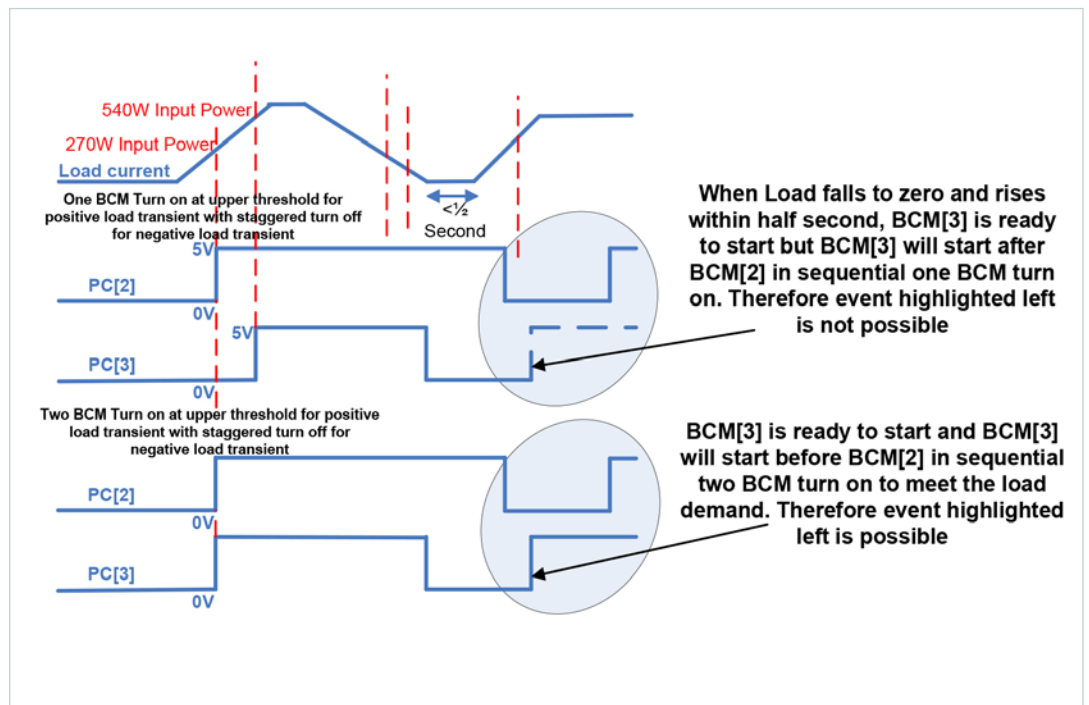 540W Input Power
270W Input Power
Load current
One BCM Turn on at upper threshold for
positive load transient with staggered turn off
for negative load transient
<½
Second
5V
PC[2]
0V
5V
PC[3]
0V
When Load falls to zero and rises
within half second, BCM[3] is ready
to start but BCM[3] will start after
BCM[2] in sequential one BCM turn
on. Therefore event highlighted left
is not possible
Two BCM Turn on at upper threshold for positive
load transient with staggered turn off for
negative load transient
PC[2]
0V
PC[3]
0V
BCM[3] is ready to start and BCM[3]
will start before BCM[2] in sequential
two BCM turn on to meet the load
demand. Therefore event highlighted
left is possible